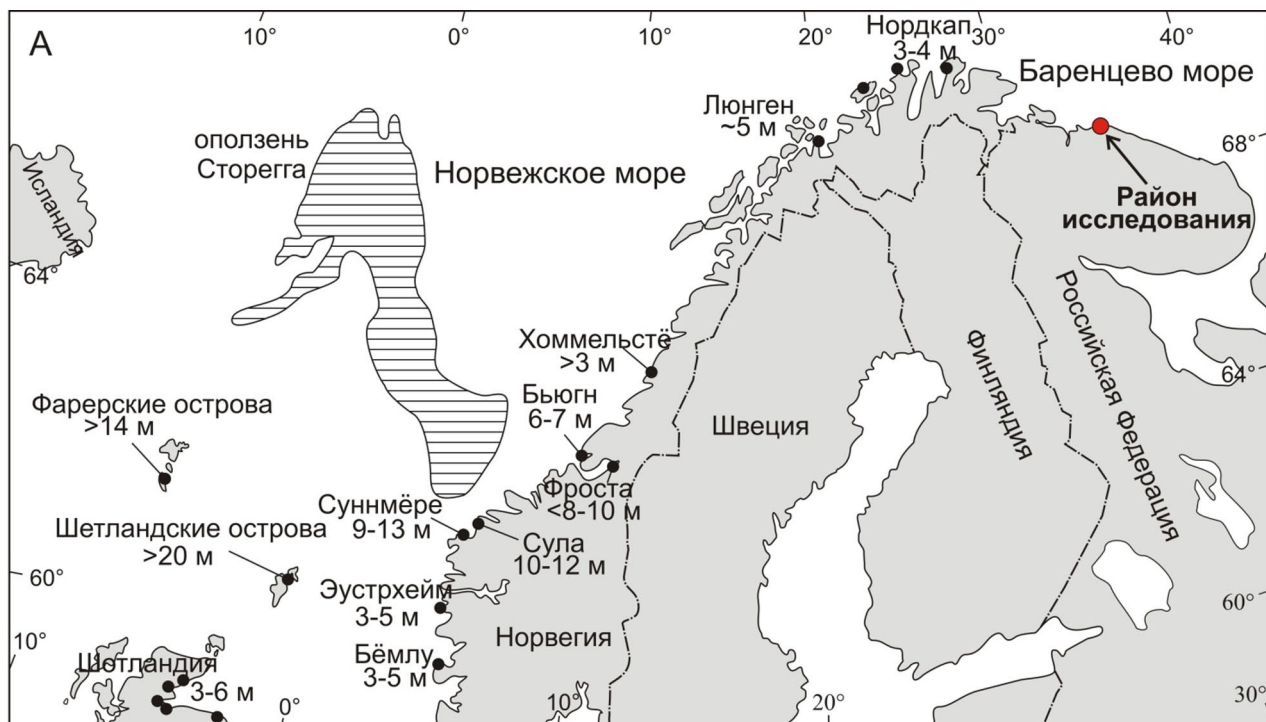 А
10°
0°
10°
20°
30°
40°
Нордкап
3-4 м
Баренцево море
Люнген
~5 м
68°
оползень
Сторегга
Норвежское море
Исландия
Район
исследования
64°
Российская Федерация
Хоммельстё
>3 м
Финляндия
64°
Бьюгн
6-7 м
Фарерские острова
>14 м
Швеция
Фроста
<8-10 м
Суннмёре
9-13 м
Шетландские острова
>20 м
Сула
10-12 м
60°
Эустрхейм
3-5 м
60°
Норвегия
10°
Бёмлу
3-5 м
Шотландия
3-6 м
0°
10°
20°
30°